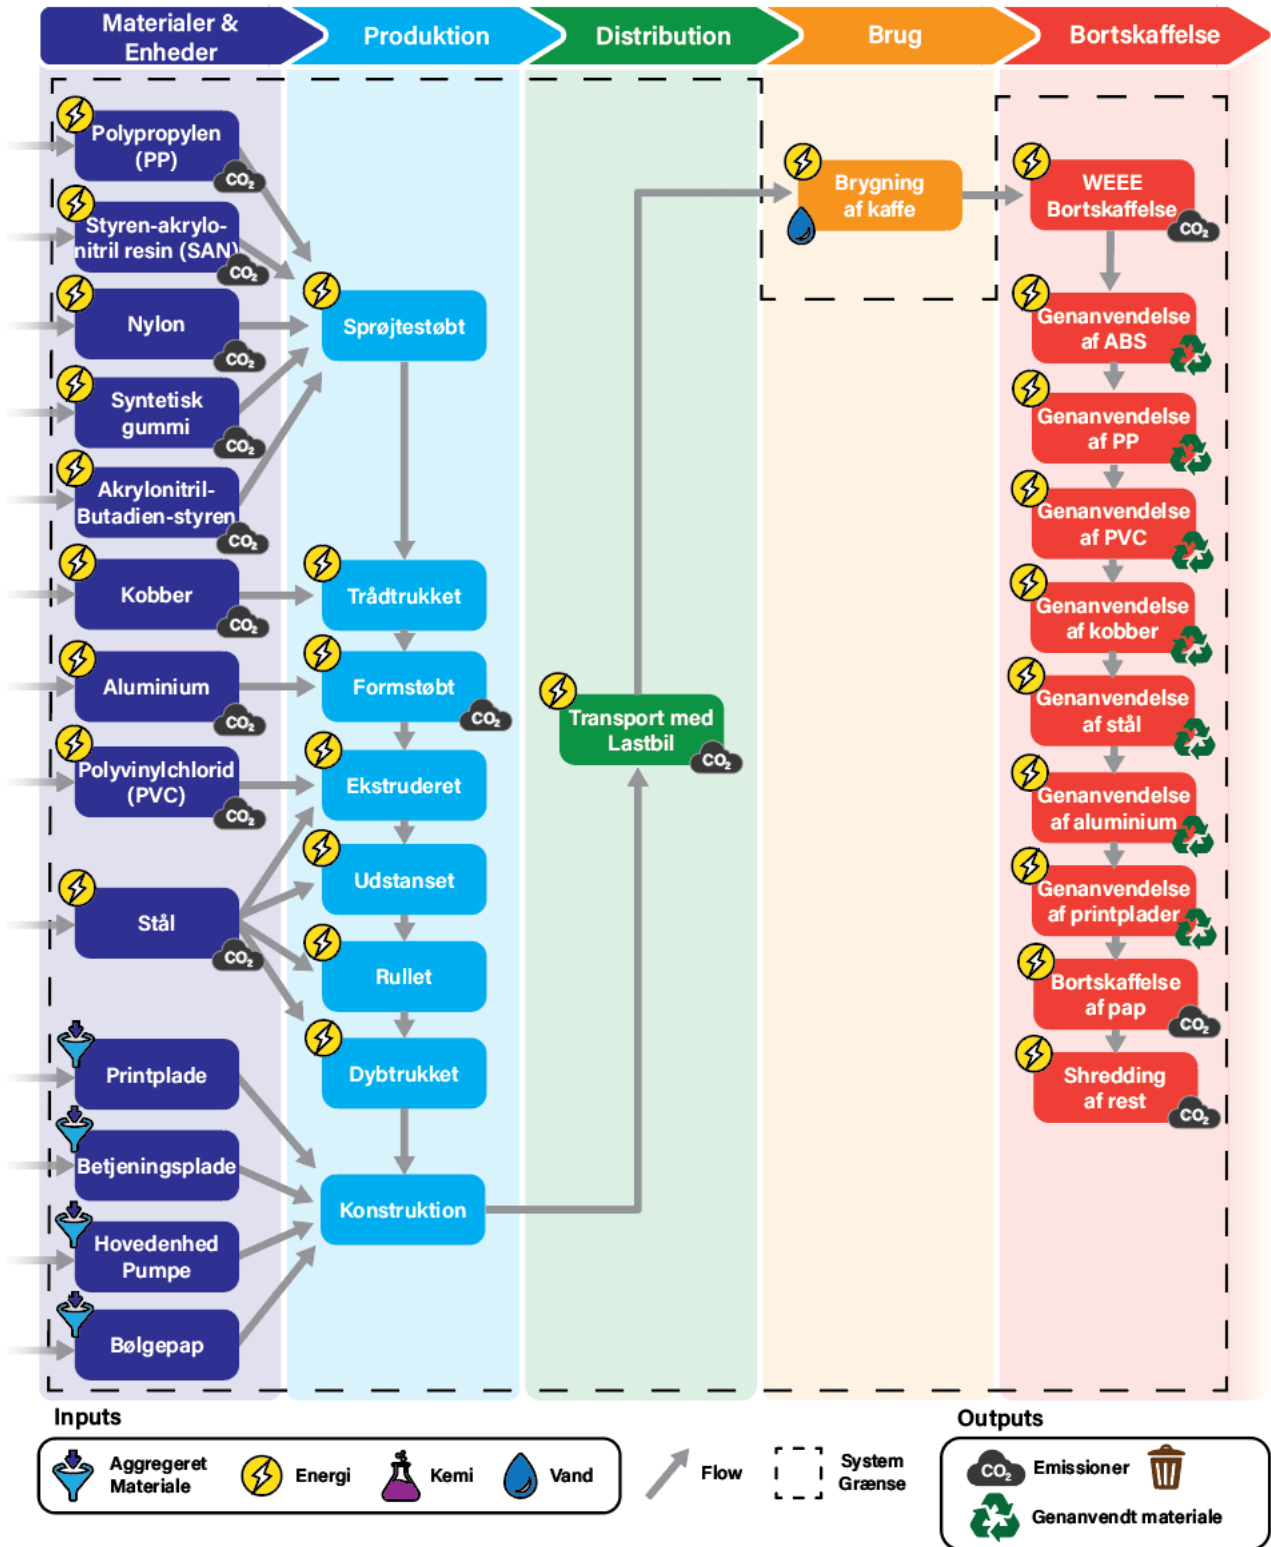 Materialer &
Enheder
Produktion
Distribution
Brug
Bortskaffelse
Polypropylen
(PP)
CO₂
Styren-akrylo-
nitril resin (SAN)
CO₂
Nylon
CO₂
Syntetisk
gummi
CO₂
Akrylonitril-
Butadien-styren
CO₂
Kobber
CO₂
Aluminium
CO₂
Polyvinylchlorid
(PVC)
CO₂
Stål
CO₂
Printplade
Betjeningsplade
Hovedenhed
Pumpe
Bølgepap
Sprøjtestøbt
Trådtrukket
Formstøbt
CO₂
Ekstruderet
Udstanset
Rullet
Dybtrukket
Konstruktion
Transport med
Lastbil
CO₂
Brygning
af kaffe
WEEE
Bortskaffelse
CO₂
Genanvendelse
af ABS
Genanvendelse
af PP
Genanvendelse
af PVC
Genanvendelse
af kobber
Genanvendelse
af stål
Genanvendelse
af aluminium
Genanvendelse
af printplader
Bortskaffelse
af pap
CO₂
Shredding
af rest
CO₂
Inputs
Aggregeret
Materiale
Energi
Kemi
Vand
Flow
System
Grænse
Outputs
CO₂
Emissioner
Genanvendt materiale